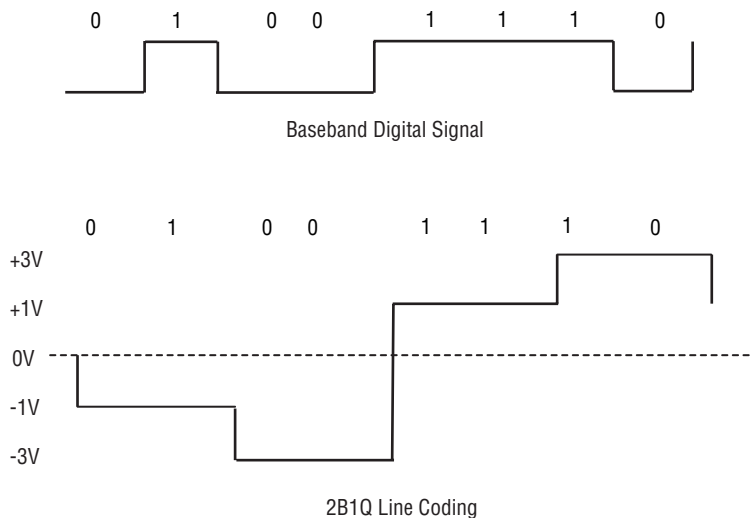 0 1 0 0 1 1 1 0
Baseband Digital Signal
0 1 0 0 1 1 1 0
+3V
+1V
0V
-1V
-3V
2B1Q Line Coding